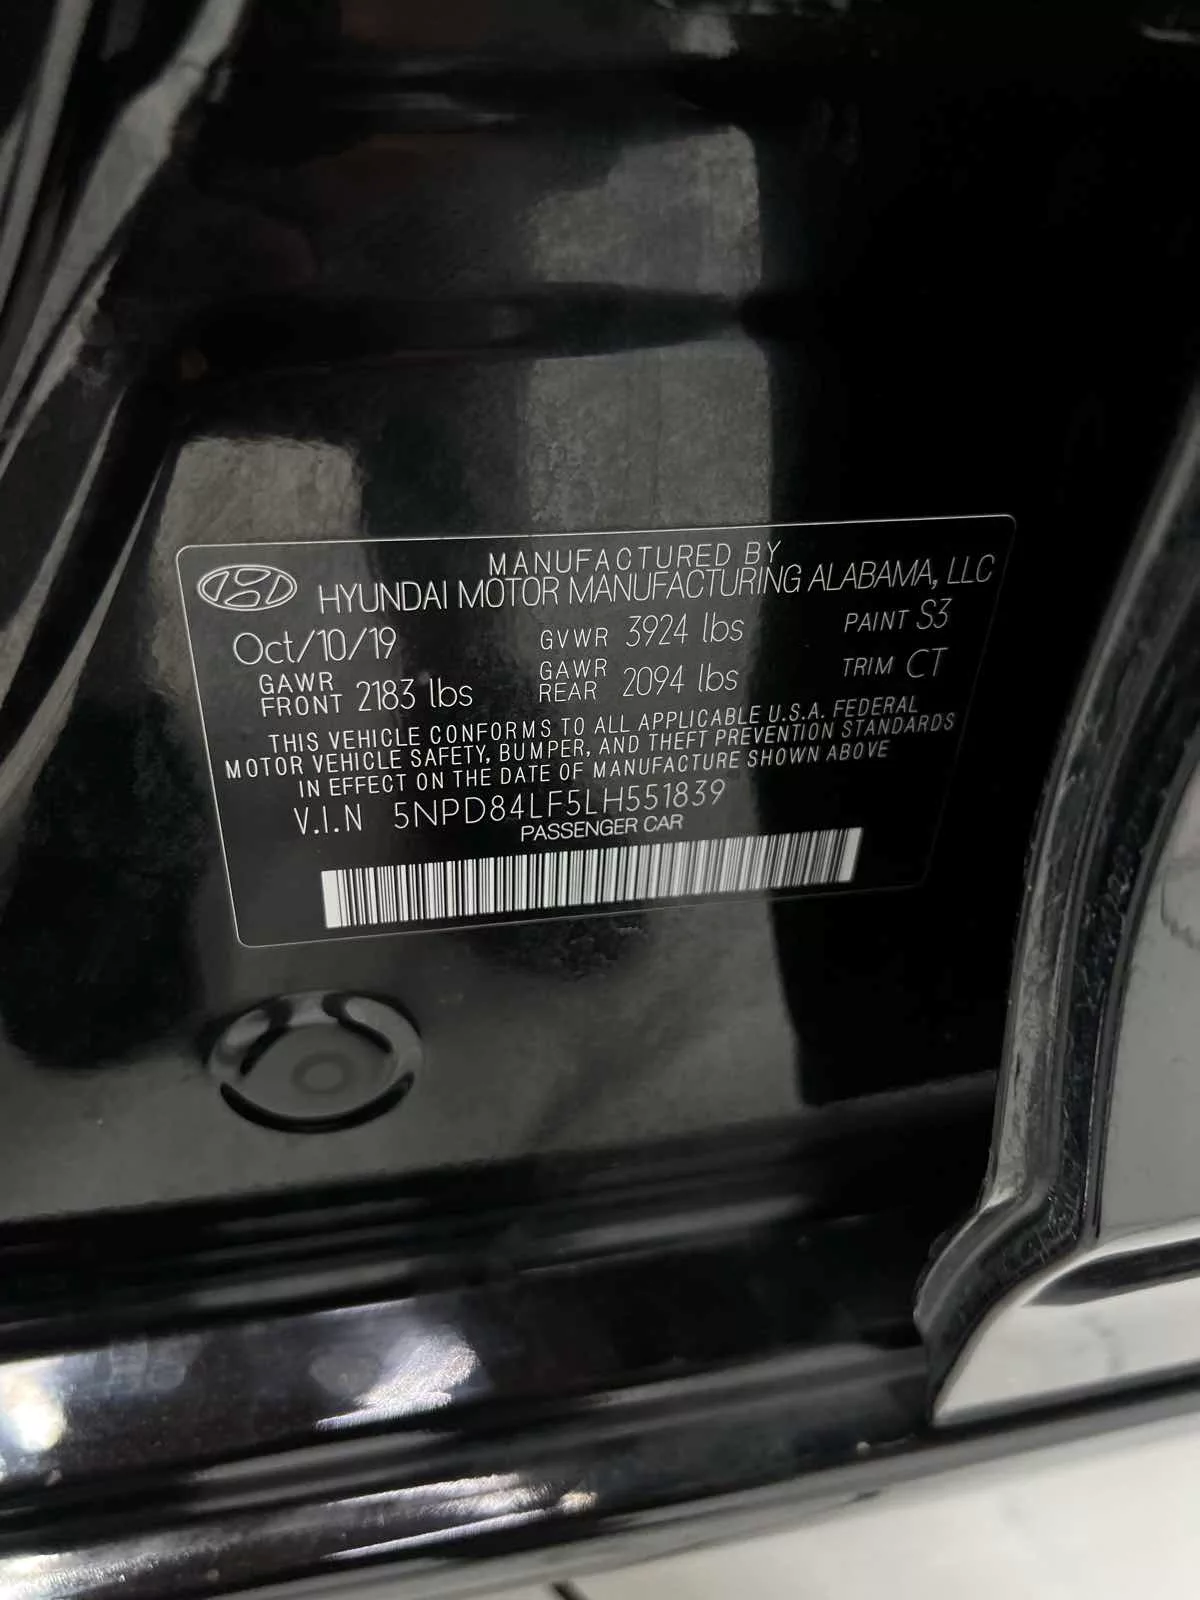 MANUFACTURED BY
HYUNDAI MOTOR MANUFACTURING ALABAMA, LLC
Oct/10/19 GVWR 3924 lbs PAINT S3
GAWR FRONT 2183 lbs GAWR REAR 2094 lbs TRIM CT
THIS VEHICLE CONFORMS TO ALL APPLICABLE U.S.A. FEDERAL
MOTOR VEHICLE SAFETY, BUMPER, AND THEFT PREVENTION STANDARDS
IN EFFECT ON THE DATE OF MANUFACTURE SHOWN ABOVE
V.I.N 5NPD84LF5LH551839
PASSENGER CAR